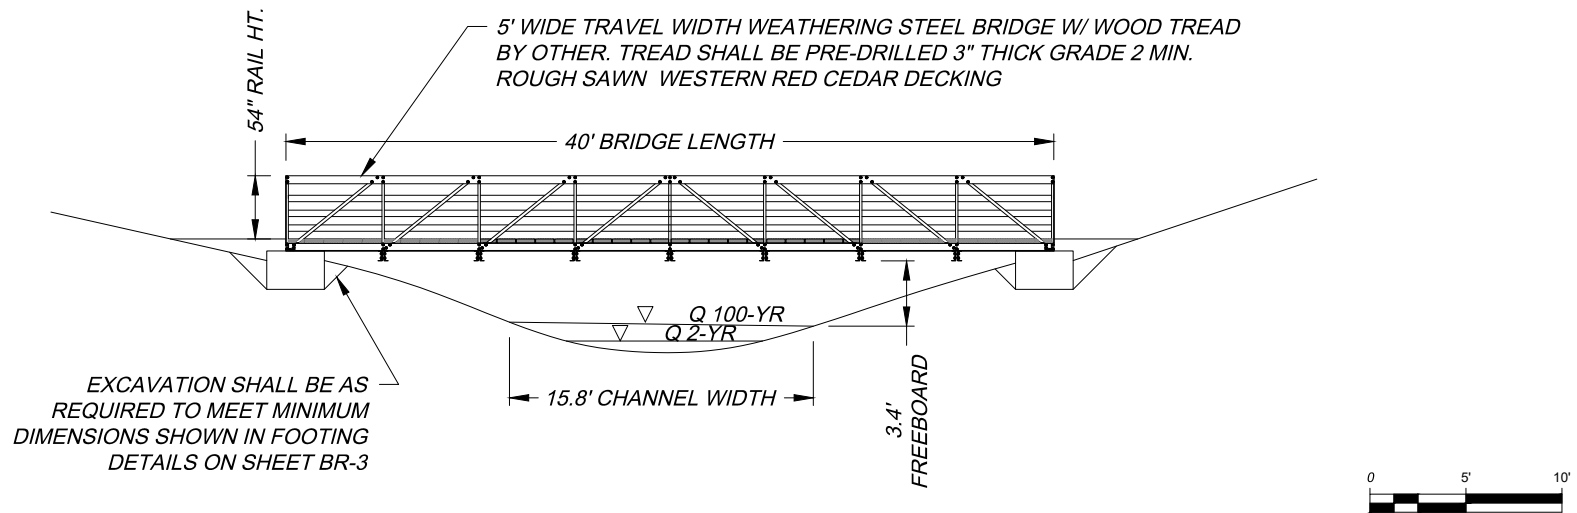 54" RAIL HT.
5' WIDE TRAVEL WIDTH WEATHERING STEEL BRIDGE W/ WOOD TREAD
BY OTHER. TREAD SHALL BE PRE-DRILLED 3" THICK GRADE 2 MIN.
ROUGH SAWN WESTERN RED CEDAR DECKING
40' BRIDGE LENGTH
Q 100-YR
Q 2-YR
EXCAVATION SHALL BE AS
REQUIRED TO MEET MINIMUM
DIMENSIONS SHOWN IN FOOTING
DETAILS ON SHEET BR-3
15.8' CHANNEL WIDTH
3.4'
FREEBOARD
0 5' 10'